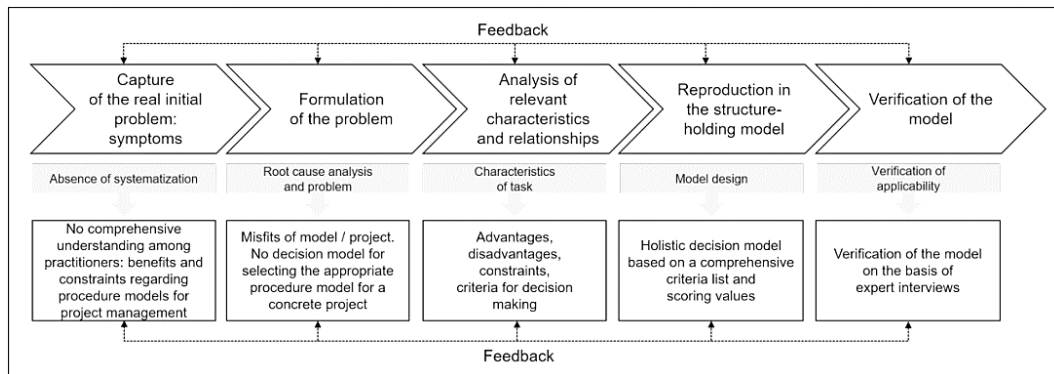 Feedback
Capture
of the real initial
problem:
symptoms
Formulation
of the problem
Analysis of
relevant
characteristics
and relationships
Reproduction in
the structure-
holding model
Verification of the
model
Absence of systematization
Root cause analysis
and problem
Characteristics
of task
Model design
Verification of
applicability
No comprehensive
understanding among
practitioners: benefits and
constraints regarding
procedure models for
project management
Misfits of model / project.
No decision model for
selecting the appropriate
procedure model for a
concrete project
Advantages,
disadvantages,
constraints,
criteria for decision
making
Holistic decision model
based on a comprehensive
criteria list and
scoring values
Verification of the model
on the basis of
expert interviews
Feedback